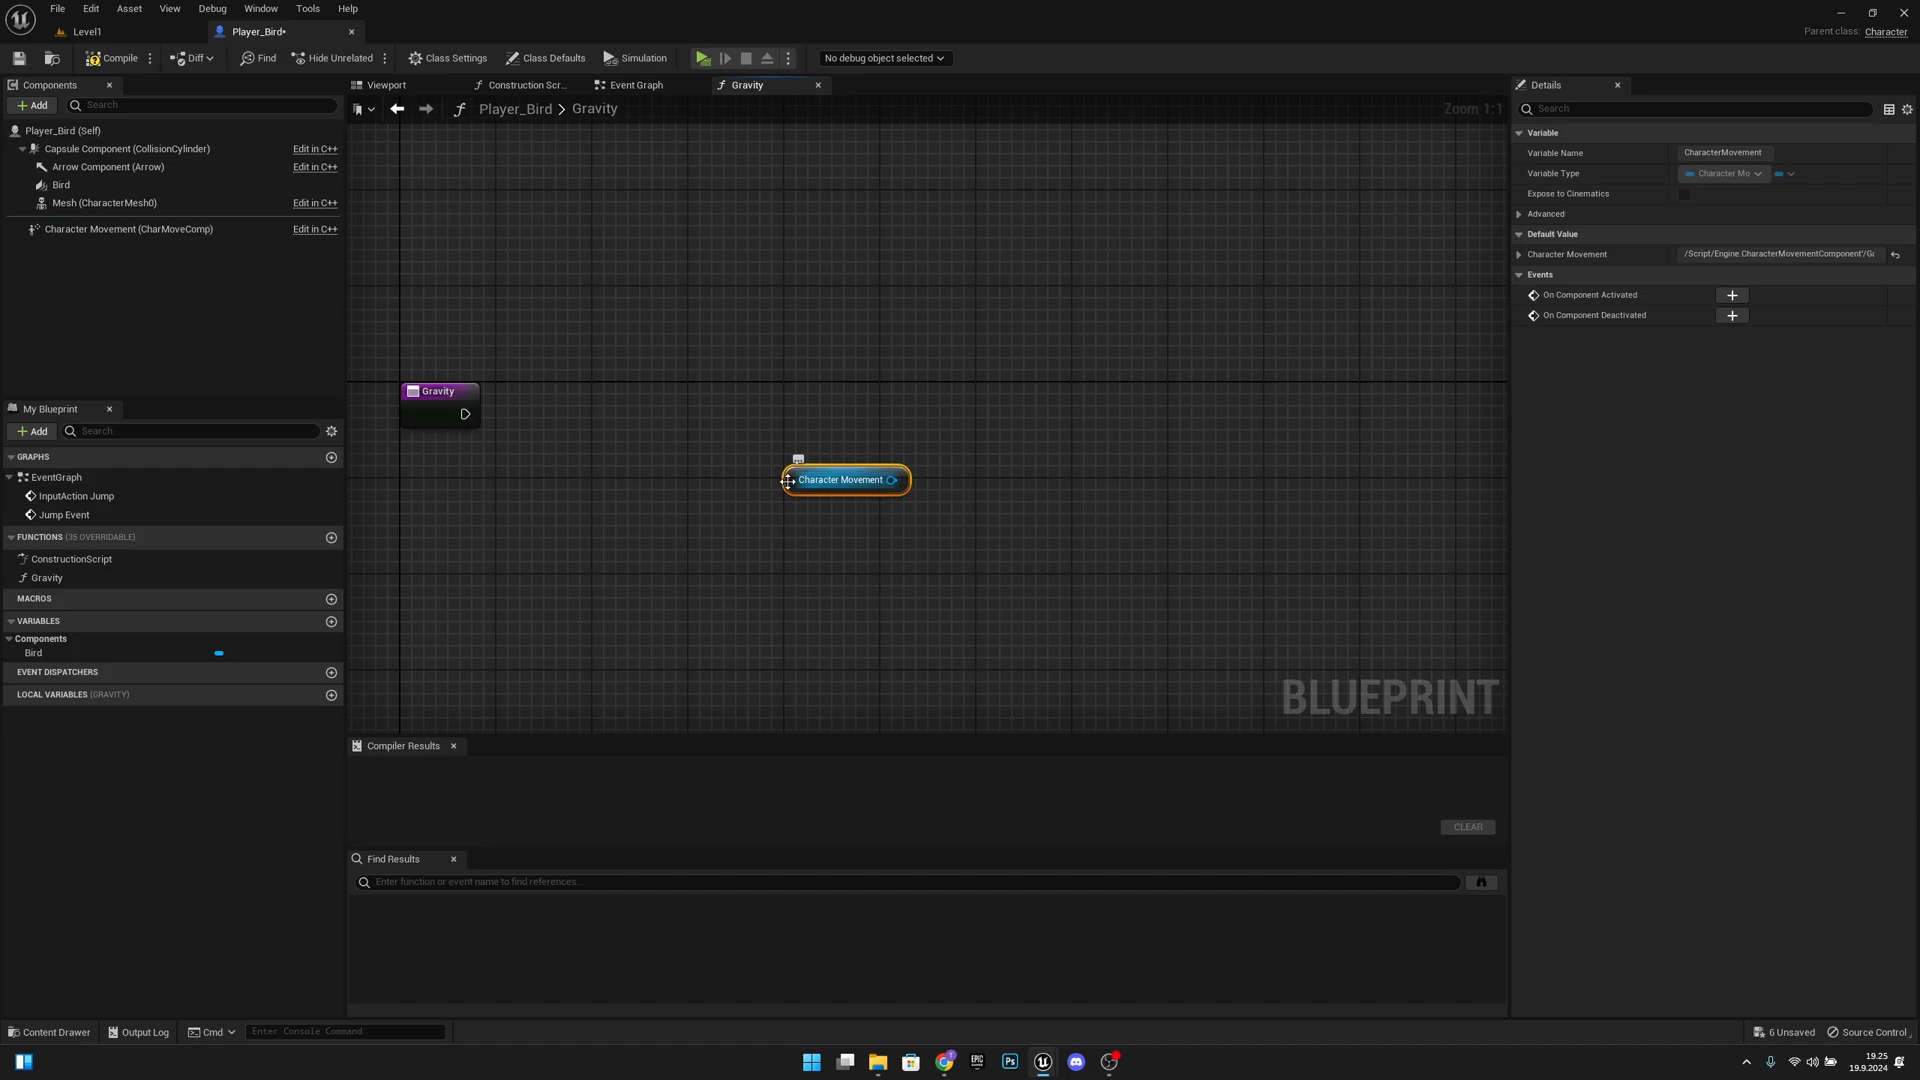 File Edit Asset View Debug Window Tools Help
Level1
Player_Bird•
Parent class: Character
Compile
Diff
Find
Hide Unrelated
Class Settings
Class Defaults
Simulation
No debug object selected
Components
Add
Search
Player_Bird (Self)
Capsule Component (CollisionCylinder) Edit in C++
Arrow Component (Arrow) Edit in C++
Bird
Mesh (CharacterMesh0) Edit in C++
Character Movement (CharMoveComp) Edit in C++
My Blueprint
Add
Search
GRAPHS
EventGraph
InputAction Jump
Jump Event
FUNCTIONS (35 OVERRIDABLE)
ConstructionScript
Gravity
MACROS
VARIABLES
Components
Bird
EVENT DISPATCHERS
LOCAL VARIABLES (GRAVITY)
Viewport
Construction Scr...
Event Graph
Gravity
Player_Bird > Gravity
Zoom 1:1
Gravity
Character Movement
BLUEPRINT
Compiler Results
CLEAR
Find Results
Enter function or event name to find references...
Details
Search
Variable
Variable Name CharacterMovement
Variable Type Character Mo
Expose to Cinematics
Advanced
Default Value
Character Movement /Script/Engine.CharacterMovementComponent'/Ga
Events
On Component Activated
On Component Deactivated
Content Drawer
Output Log
Cmd
Enter Console Command
6 Unsaved
Source Control
EPIC
Ps
19.25
19.9.2024